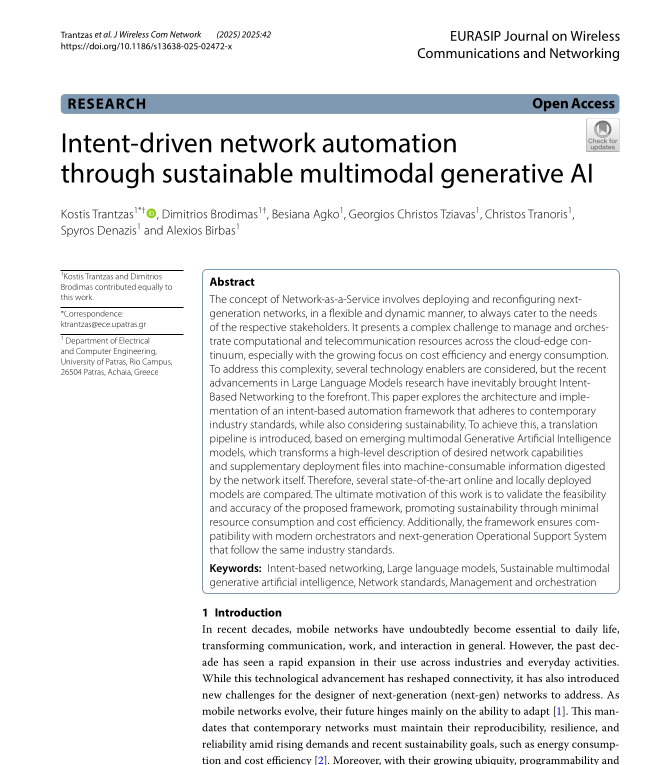 Trantzas et al. J Wireless Com Network (2025) 2025:42
https://doi.org/10.1186/s13638-025-02472-x
EURASIP Journal on Wireless
Communications and Networking
RESEARCH
Open Access
Check for
updates
Intent-driven network automation
through sustainable multimodal generative AI
Kostis Trantzas1*†, Dimitrios Brodimas1†, Besiana Agko1, Georgios Christos Tziavas1, Christos Tranoris1,
Spyros Denazis1 and Alexios Birbas1
†Kostis Trantzas and Dimitrios
Brodimas contributed equally to
this work.
*Correspondence:
ktrantzas@ece.upatras.gr
1 Department of Electrical
and Computer Engineering,
University of Patras, Rio Campus,
26504 Patras, Achaia, Greece
Abstract
The concept of Network-as-a-Service involves deploying and reconfiguring next-
generation networks, in a flexible and dynamic manner, to always cater to the needs
of the respective stakeholders. It presents a complex challenge to manage and orches-
trate computational and telecommunication resources across the cloud-edge con-
tinuum, especially with the growing focus on cost efficiency and energy consumption.
To address this complexity, several technology enablers are considered, but the recent
advancements in Large Language Models research have inevitably brought Intent-
Based Networking to the forefront. This paper explores the architecture and imple-
mentation of an intent-based automation framework that adheres to contemporary
industry standards, while also considering sustainability. To achieve this, a translation
pipeline is introduced, based on emerging multimodal Generative Artificial Intelligence
models, which transforms a high-level description of desired network capabilities
and supplementary deployment files into machine-consumable information digested
by the network itself. Therefore, several state-of-the-art online and locally deployed
models are compared. The ultimate motivation of this work is to validate the feasibility
and accuracy of the proposed framework, promoting sustainability through minimal
resource consumption and cost efficiency. Additionally, the framework ensures com-
patibility with modern orchestrators and next-generation Operational Support System
that follow the same industry standards.
Keywords: Intent-based networking, Large language models, Sustainable multimodal
generative artificial intelligence, Network standards, Management and orchestration
1 Introduction
In recent decades, mobile networks have undoubtedly become essential to daily life,
transforming communication, work, and interaction in general. However, the past dec-
ade has seen a rapid expansion in their use across industries and everyday activities.
While this technological advancement has reshaped connectivity, it has also introduced
new challenges for the designer of next-generation (next-gen) networks to address. As
mobile networks evolve, their future hinges mainly on the ability to adapt [1]. This man-
dates that contemporary networks must maintain their reproducibility, resilience, and
reliability amid rising demands and recent sustainability goals, such as energy consump-
tion and cost efficiency [2]. Moreover, with their growing ubiquity, programmability and